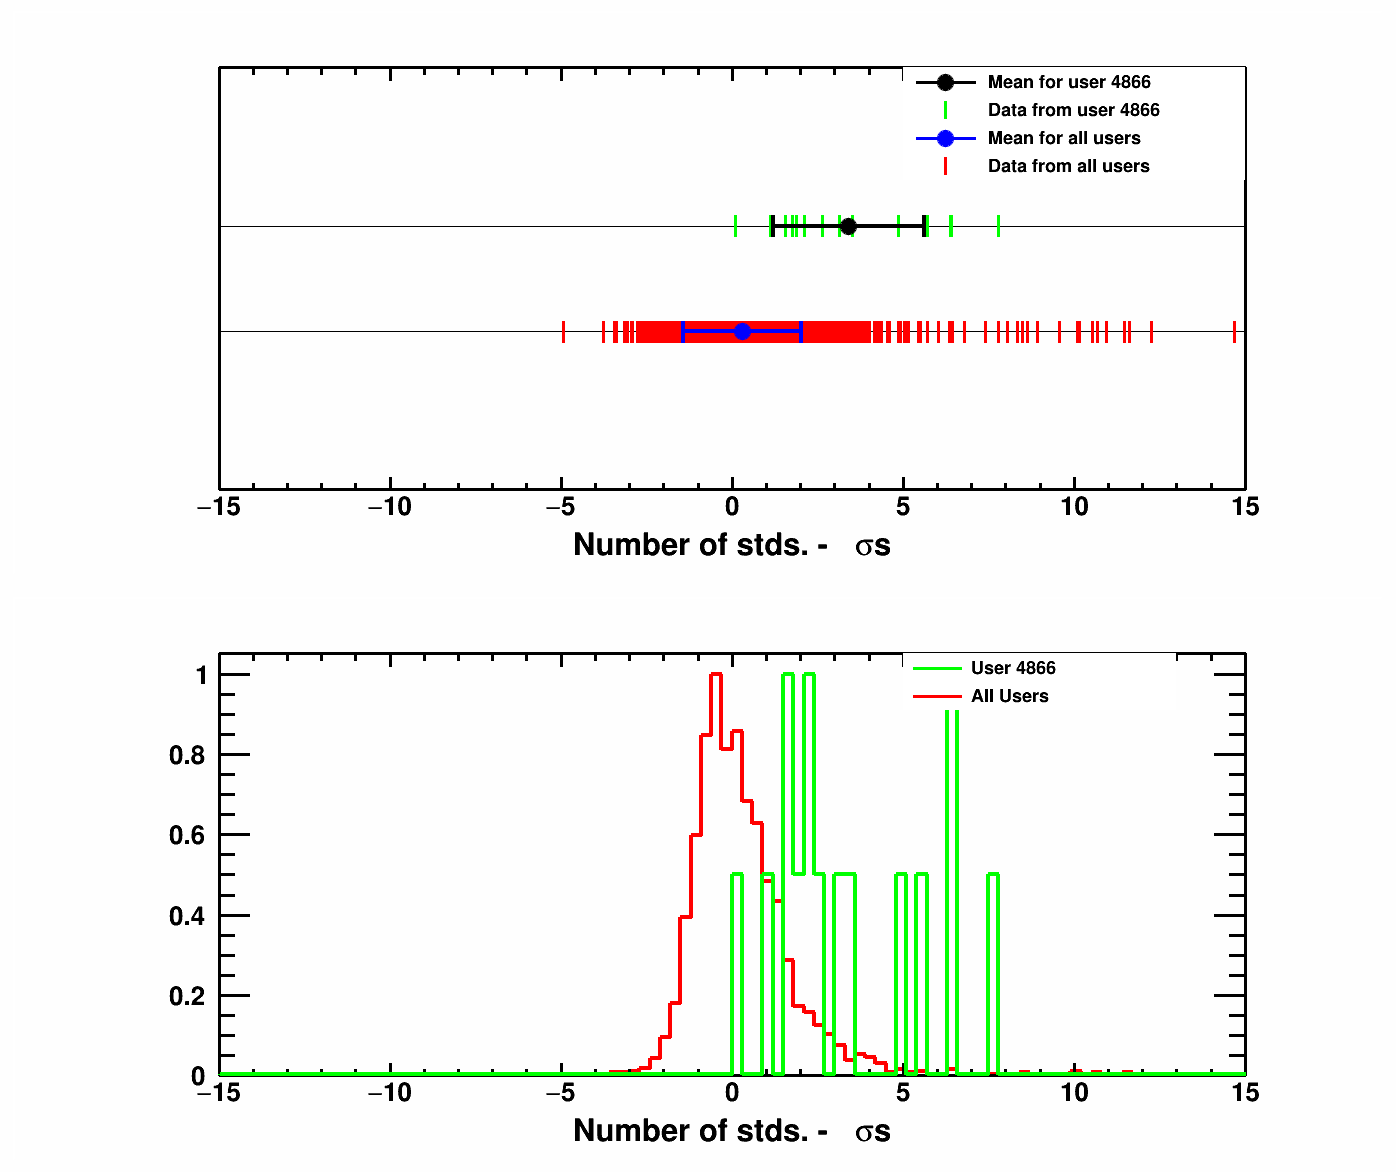 Mean for user 4866
Data from user 4866
Mean for all users
Data from all users
−15 −10 −5 0 5 10 15
Number of stds. - σs
User 4866
All Users
1
0.8
0.6
0.4
0.2
0
−15 −10 −5 0 5 10 15
Number of stds. - σs